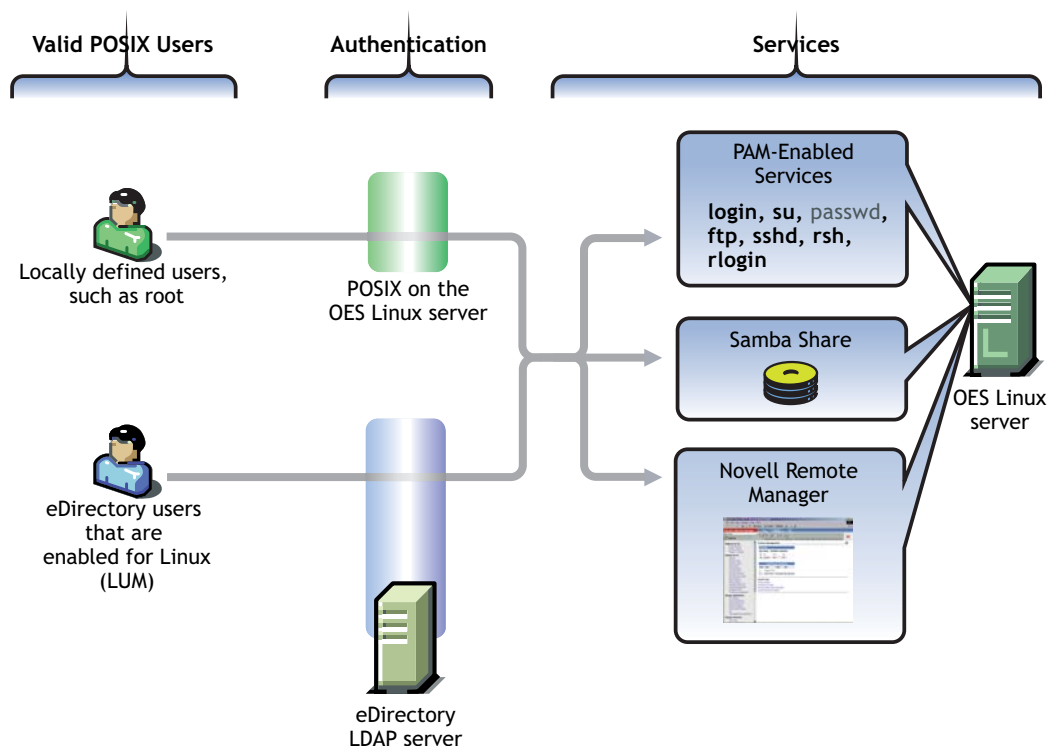 Valid POSIX Users
Authentication
Services
Locally defined users,
such as root
POSIX on the
OES Linux server
PAM-Enabled
Services
login, su, passwd,
ftp, sshd, rsh,
rlogin
Samba Share
OES Linux
server
eDirectory users
that are
enabled for Linux
(LUM)
Novell Remote
Manager
eDirectory
LDAP server